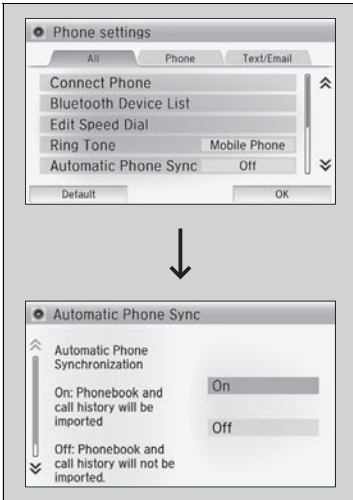 Phone settings
All Phone Text/Email
Connect Phone
Bluetooth Device List
Edit Speed Dial
Ring Tone Mobile Phone
Automatic Phone Sync Off
Default OK
Automatic Phone Sync
Automatic Phone
Synchronization
On: Phonebook and
call history will be
imported
Off: Phonebook and
call history will not be
imported.
On
Off